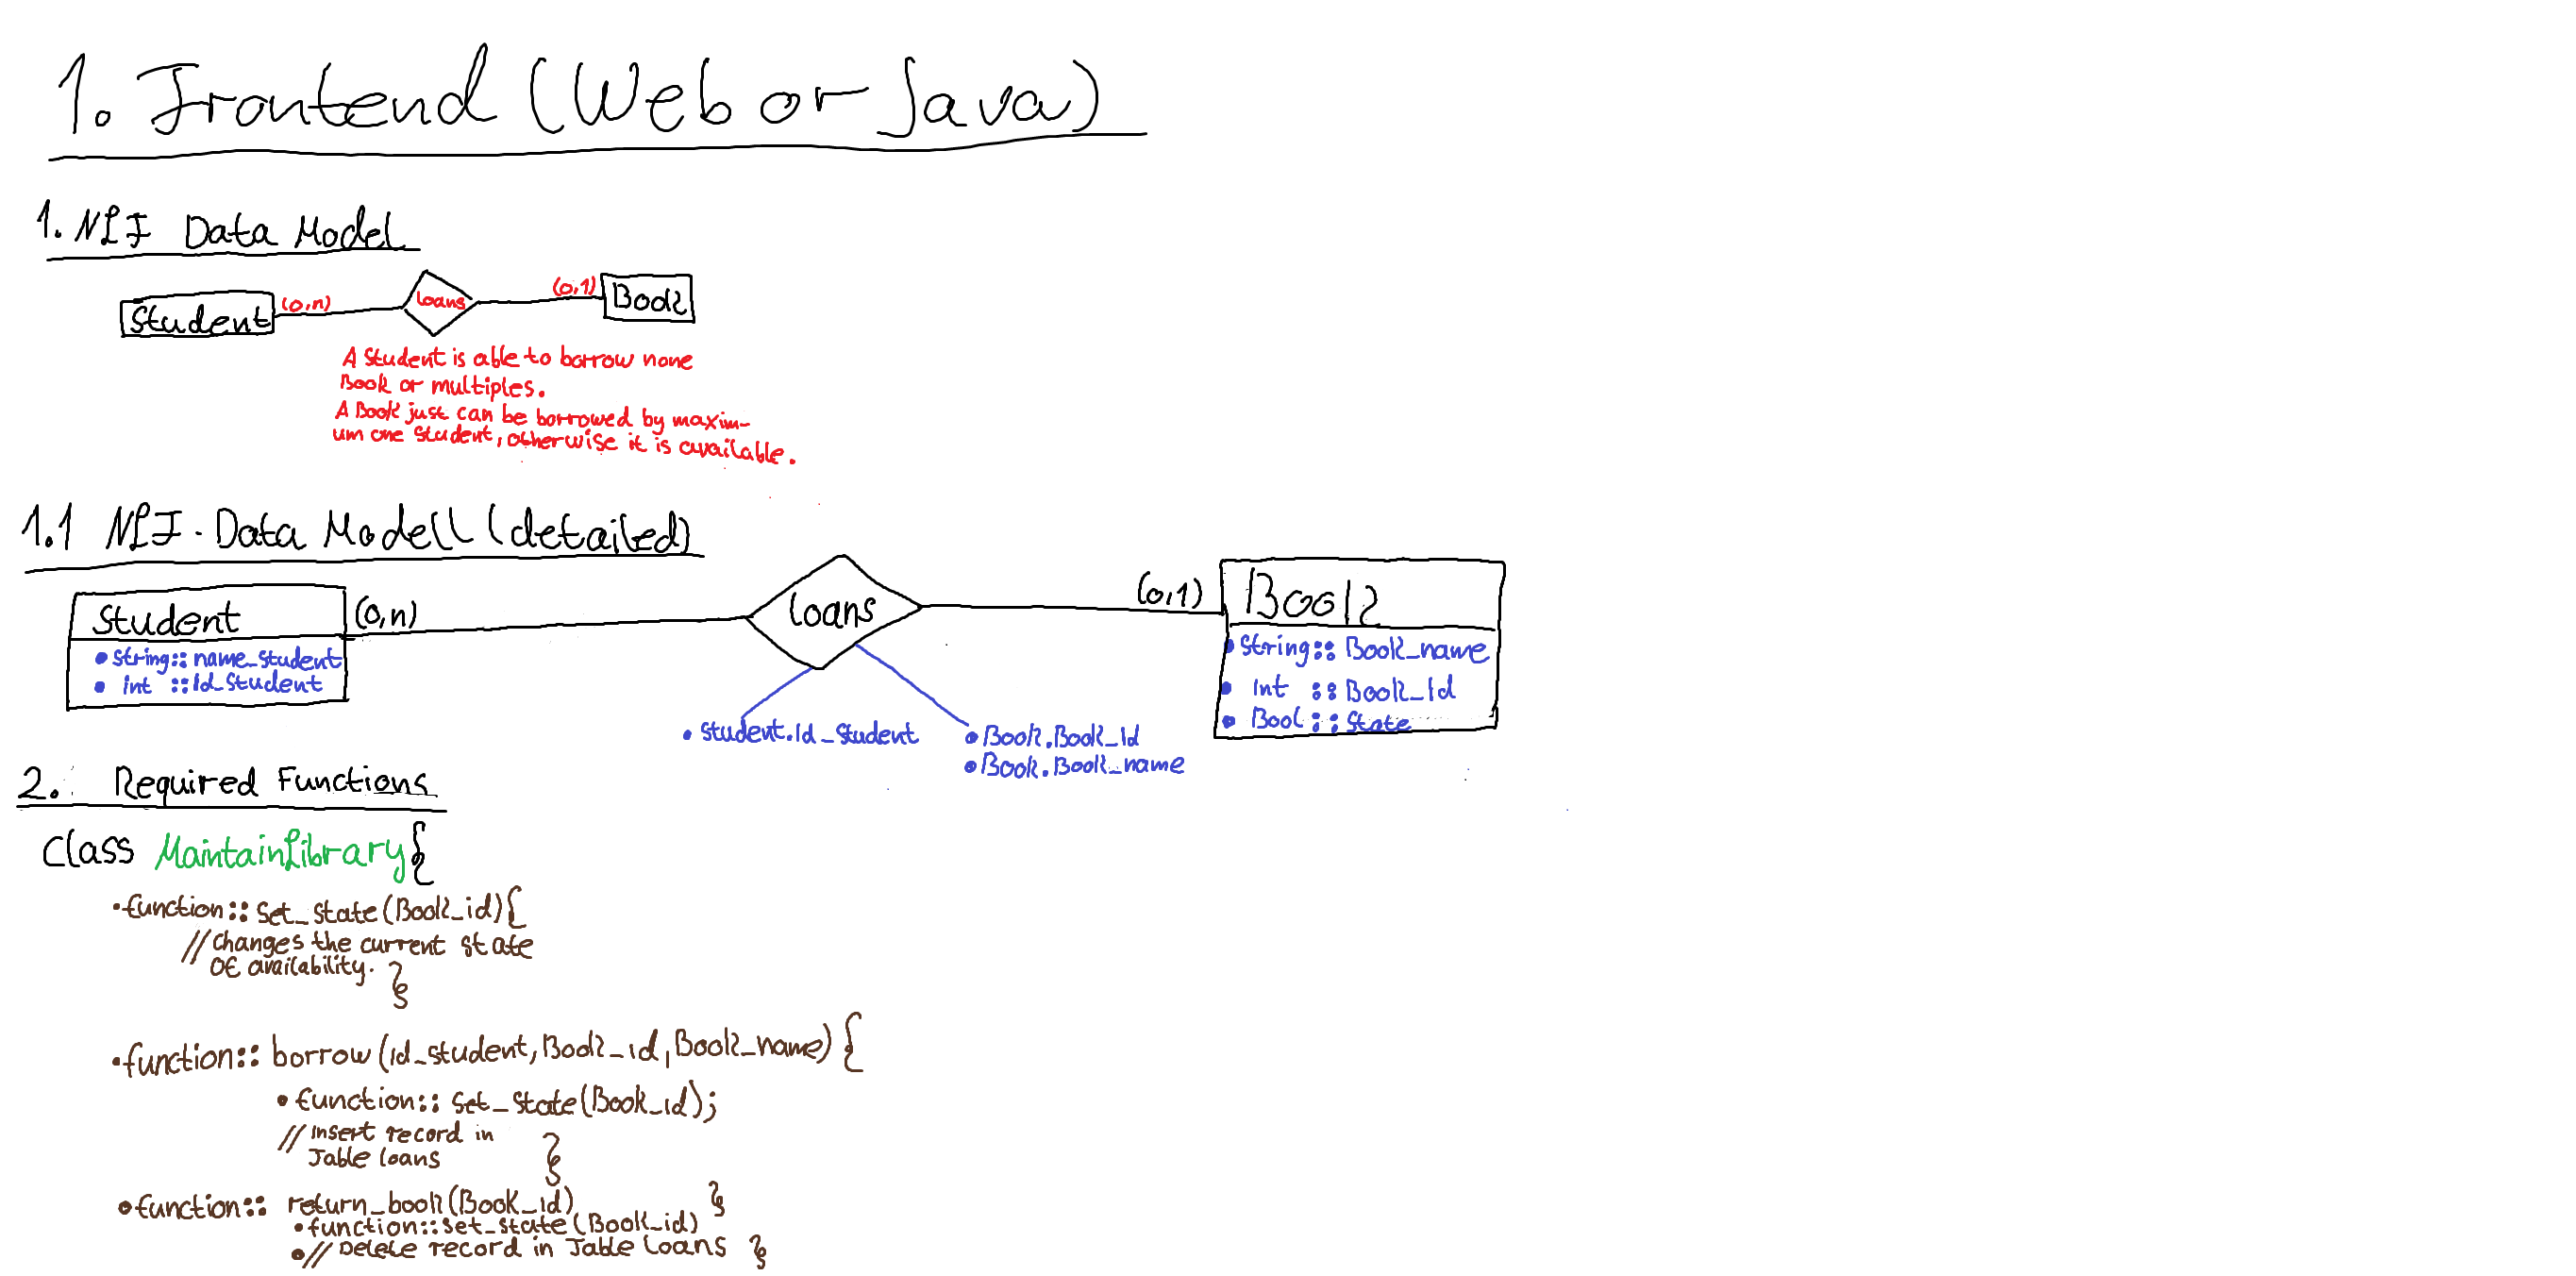 1. Frontend (Web or Java)
1. NLF Data Model
Student (0,n) loans (0,1) Book
A Student is able to borrow none
Book or multiples.
A Book just can be borrowed by maxim-
um one Student, otherwise it is available.
1.1 NLF-Data Modell (detailed)
Student (0,n) loans (0,1) Book
• String:: name_student
• int :: Id_Student
• String:: Book_name
• Int :: Book_Id
• Bool :: State
• Student.Id_Student
• Book.Book_Id
• Book.Book_name
2. Required Functions
Class MaintainLibrary{
• function:: set_state(Book_id){
// changes the current state
of availability. }
• function:: borrow (id_student, Book_id, Book_name) {
• function:: set_state(Book_id);
// insert record in
Table loans }
• function:: return_book(Book_id) }
• function:: set_state(Book_id)
• // Delete record in Table Loans }